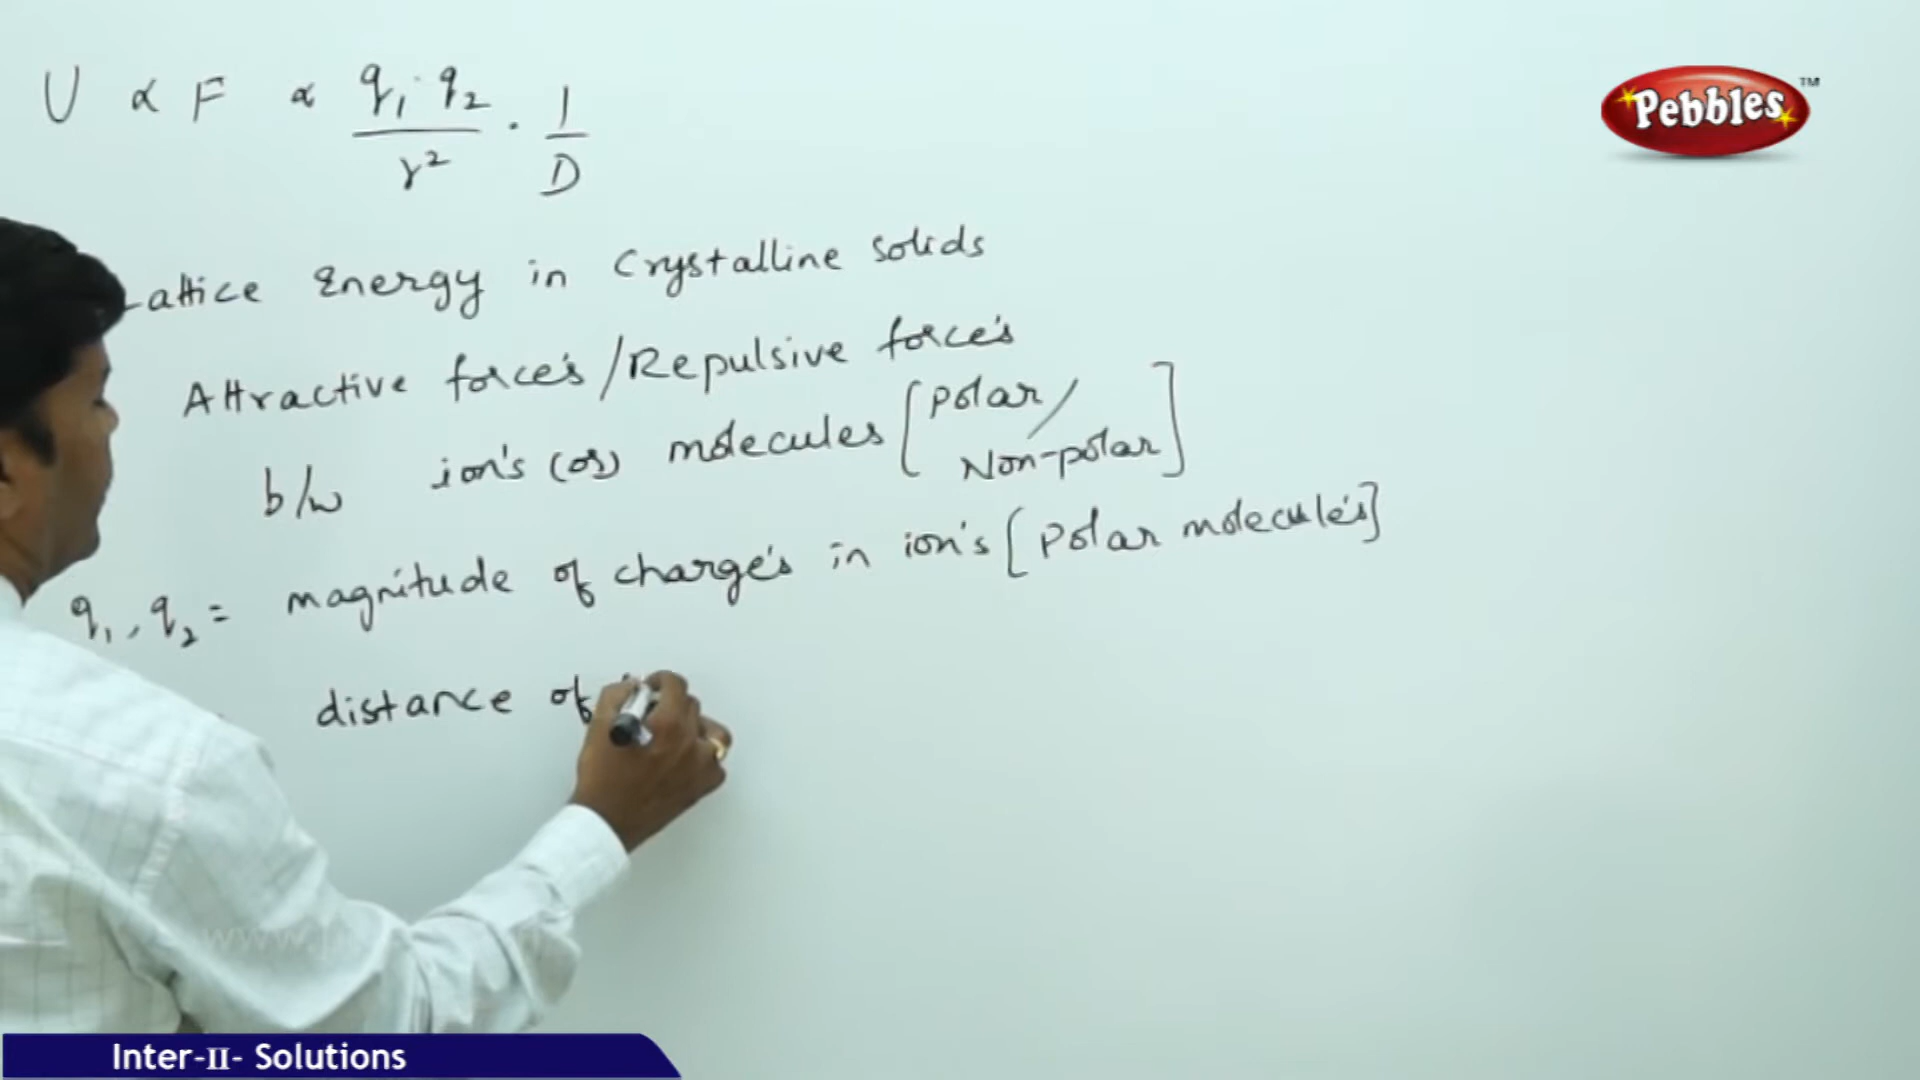 U ∝ F ∝ q₁ · q₂ / r² · 1 / D
Lattice Energy in Crystalline Solids
Attractive force's / Repulsive force's
b/w ion's (or) molecules [Polar / Non-polar]
q₁, q₂ = magnitude of charge's in ion's [Polar molecule's]
distance of
Pebbles ™
Inter-II- Solutions